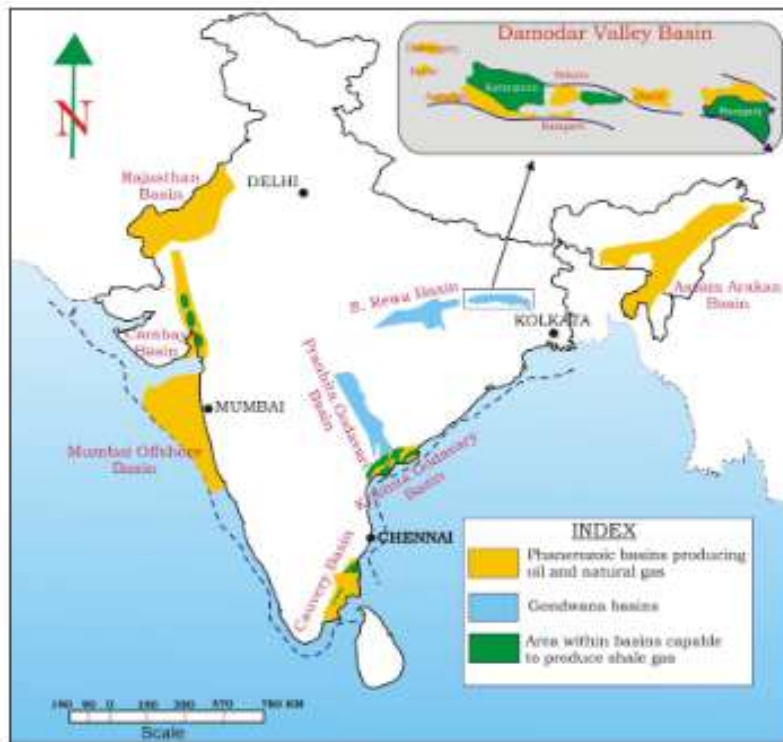 Damodar Valley Basin
N
Rajasthan
Basin
DELHI
Assam Arakan
Basin
S. Rewa Basin
KOLKATA
Cambay
Basin
Pranhita Godavari
Basin
MUMBAI
Mumbai Offshore
Basin
Krishna Godavary
Basin
CHENNAI
Cauvery Basin
INDEX
Phanerozoic basins producing
oil and natural gas
Gondwana basins
Area within basins capable
to produce shale gas
Scale